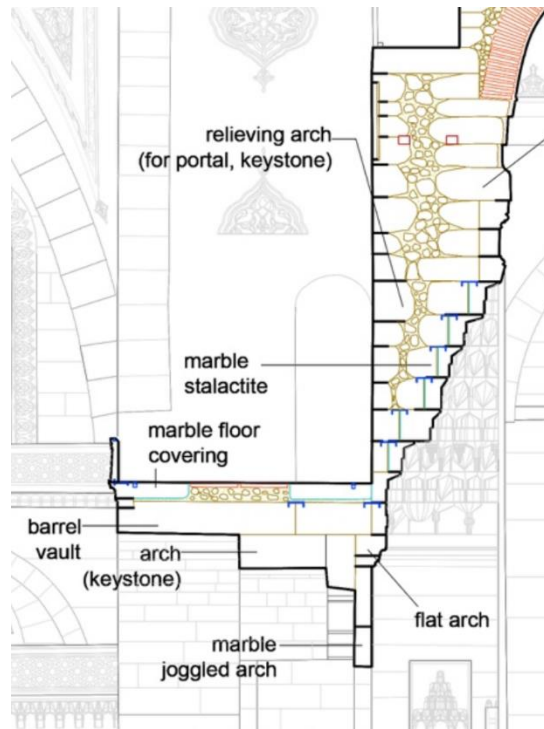 relieving arch
(for portal, keystone)
marble
stalactite
marble floor
covering
barrel
vault
arch
(keystone)
flat arch
marble
joggled arch